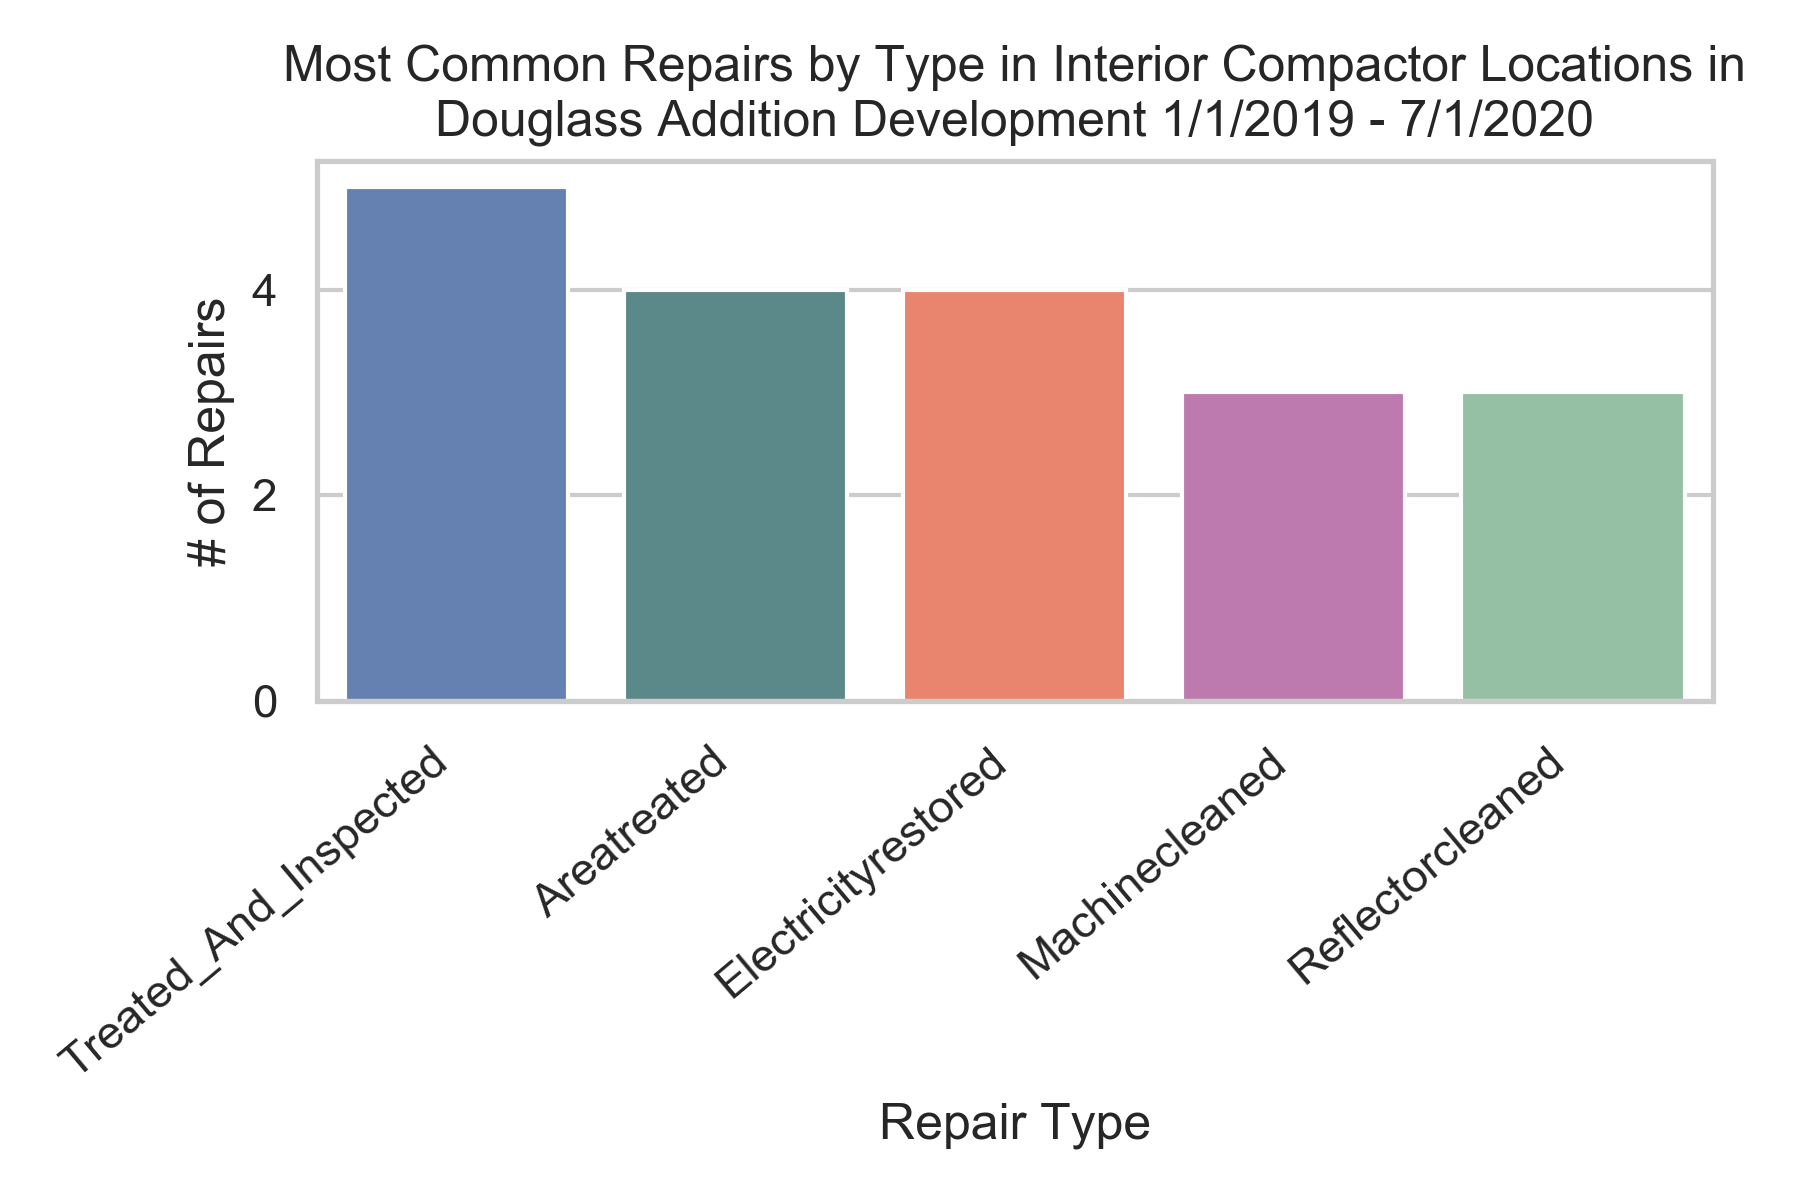 Most Common Repairs by Type in Interior Compactor Locations in
Douglass Addition Development 1/1/2019 - 7/1/2020
# of Repairs
4
2
0
Treated_And_Inspected
Areatreated
Electricityrestored
Machinecleaned
Reflectorcleaned
Repair Type